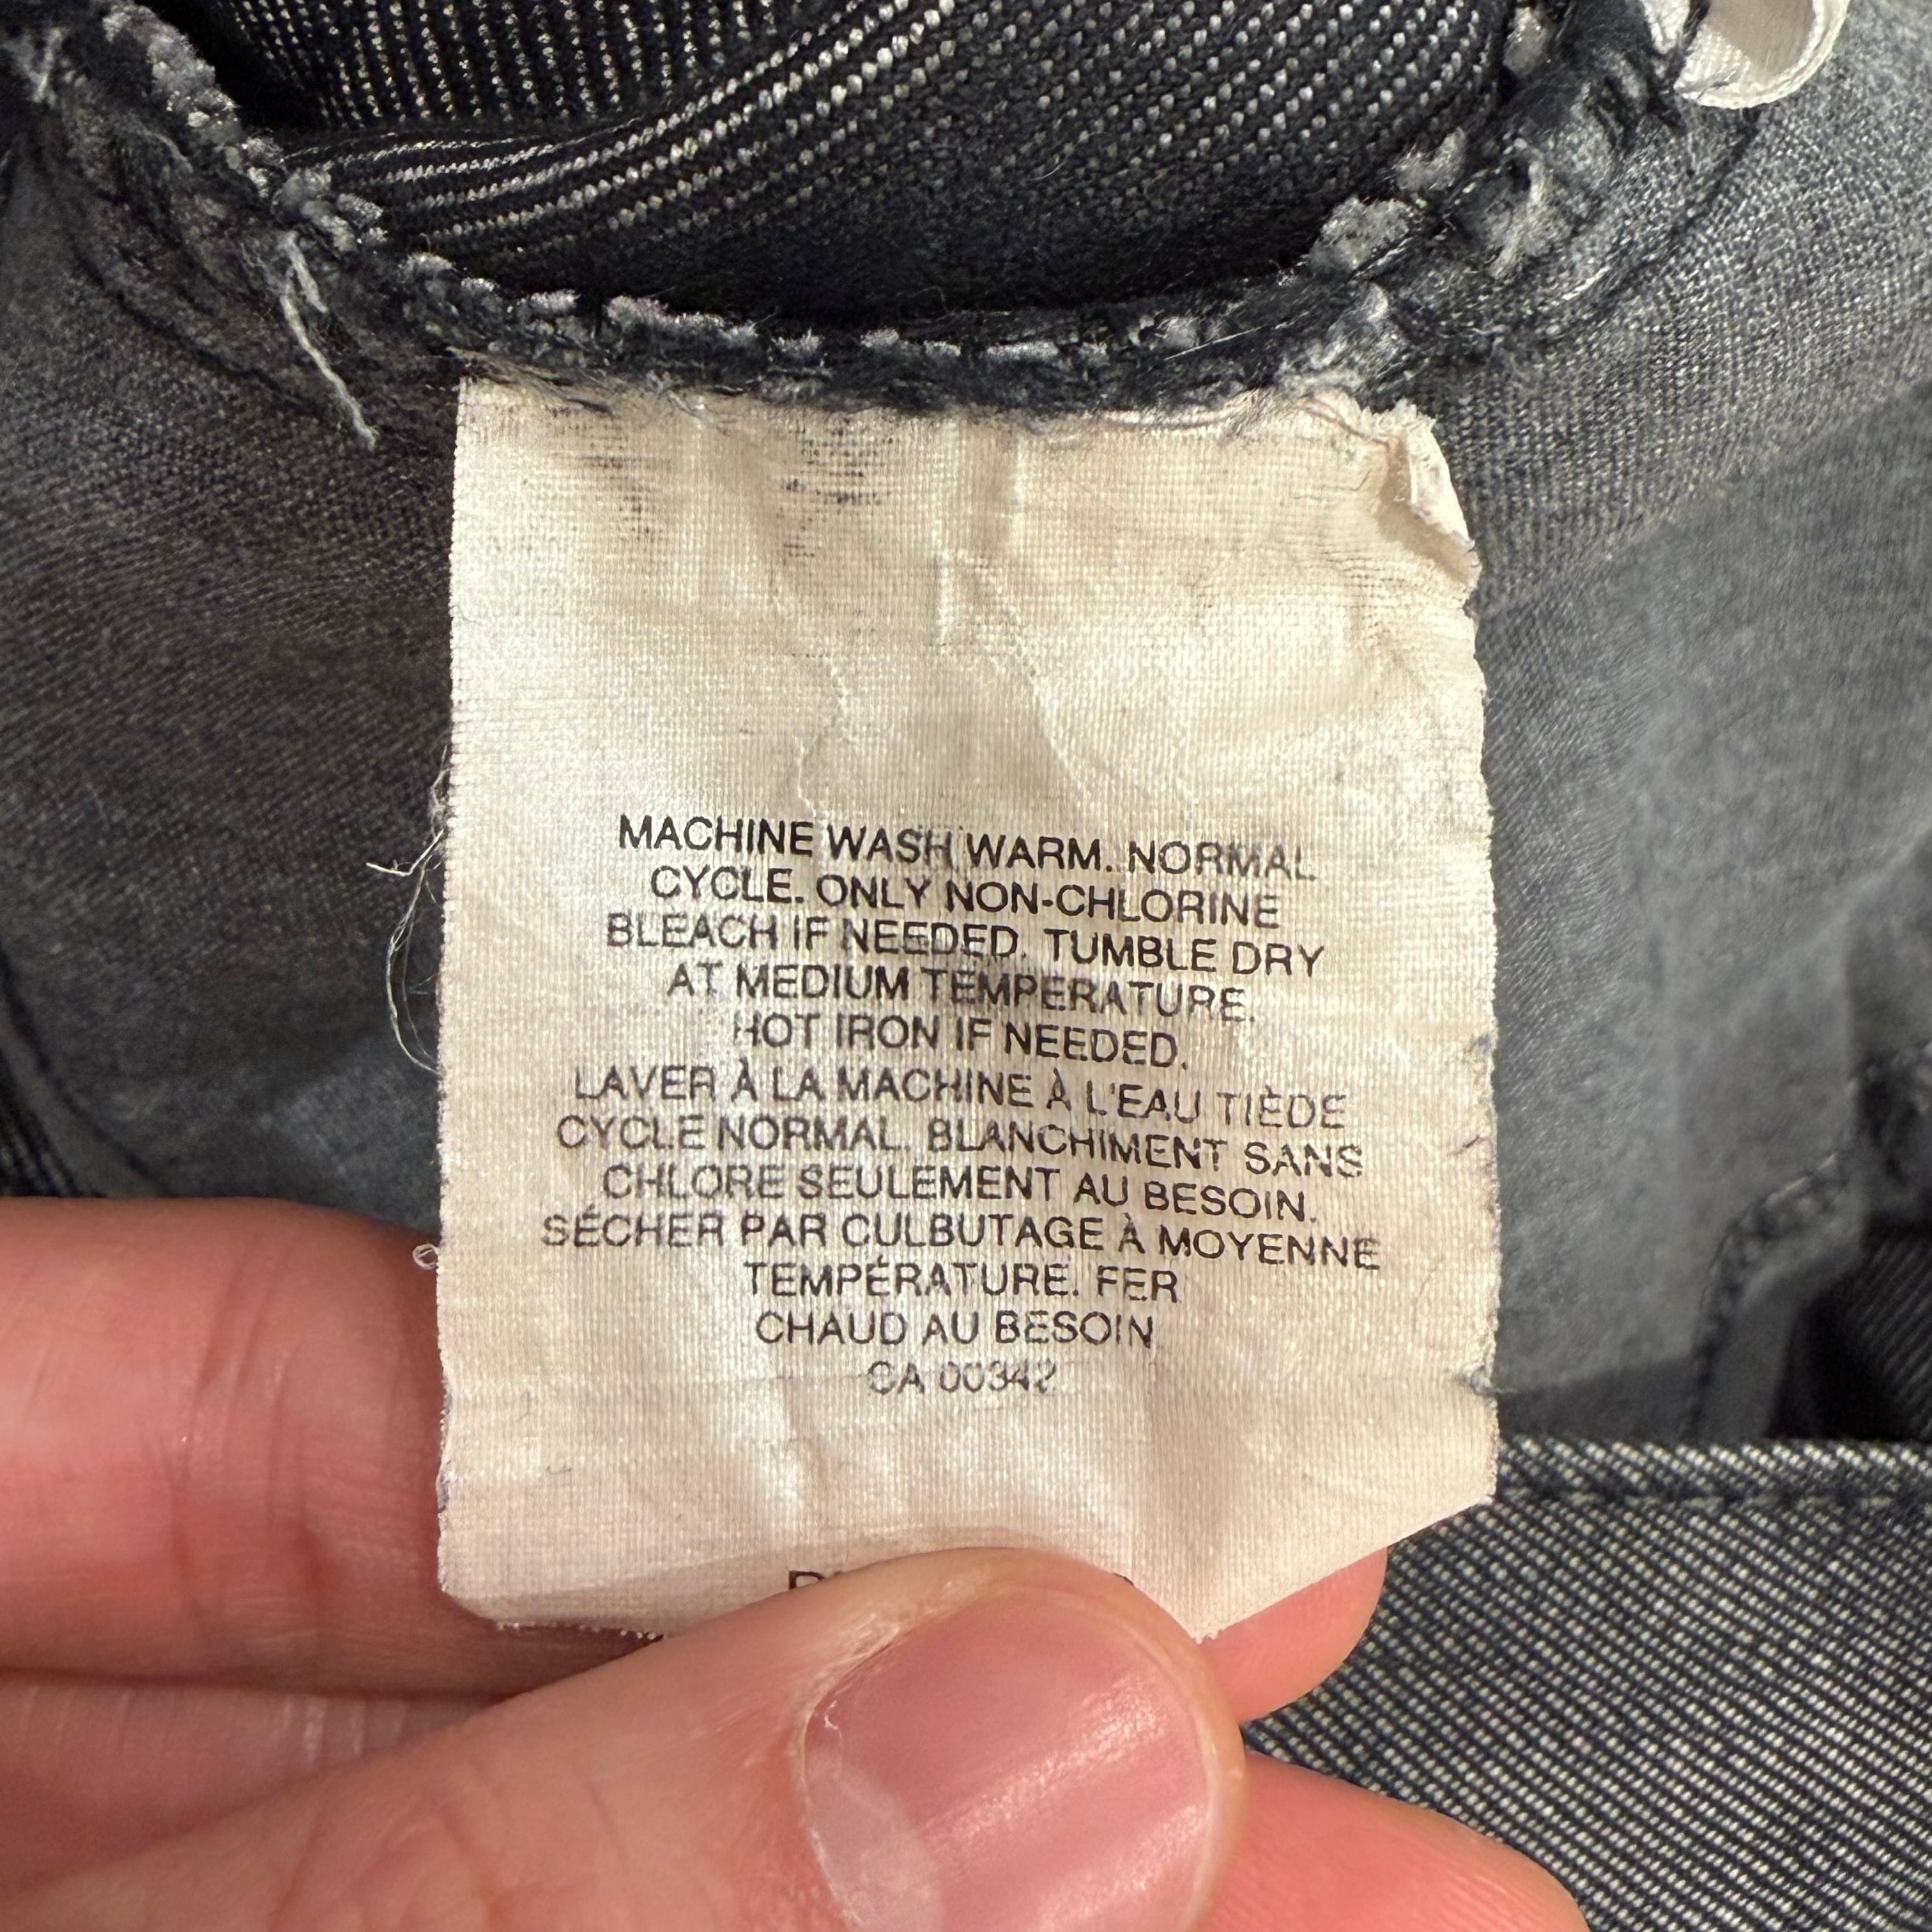 MACHINE WASH WARM. NORMAL
CYCLE. ONLY NON-CHLORINE
BLEACH IF NEEDED. TUMBLE DRY
AT MEDIUM TEMPERATURE.
HOT IRON IF NEEDED.
LAVER À LA MACHINE À L'EAU TIÈDE
CYCLE NORMAL. BLANCHIMENT SANS
CHLORE SEULEMENT AU BESOIN.
SÉCHER PAR CULBUTAGE À MOYENNE
TEMPÉRATURE. FER
CHAUD AU BESOIN
CA 00342